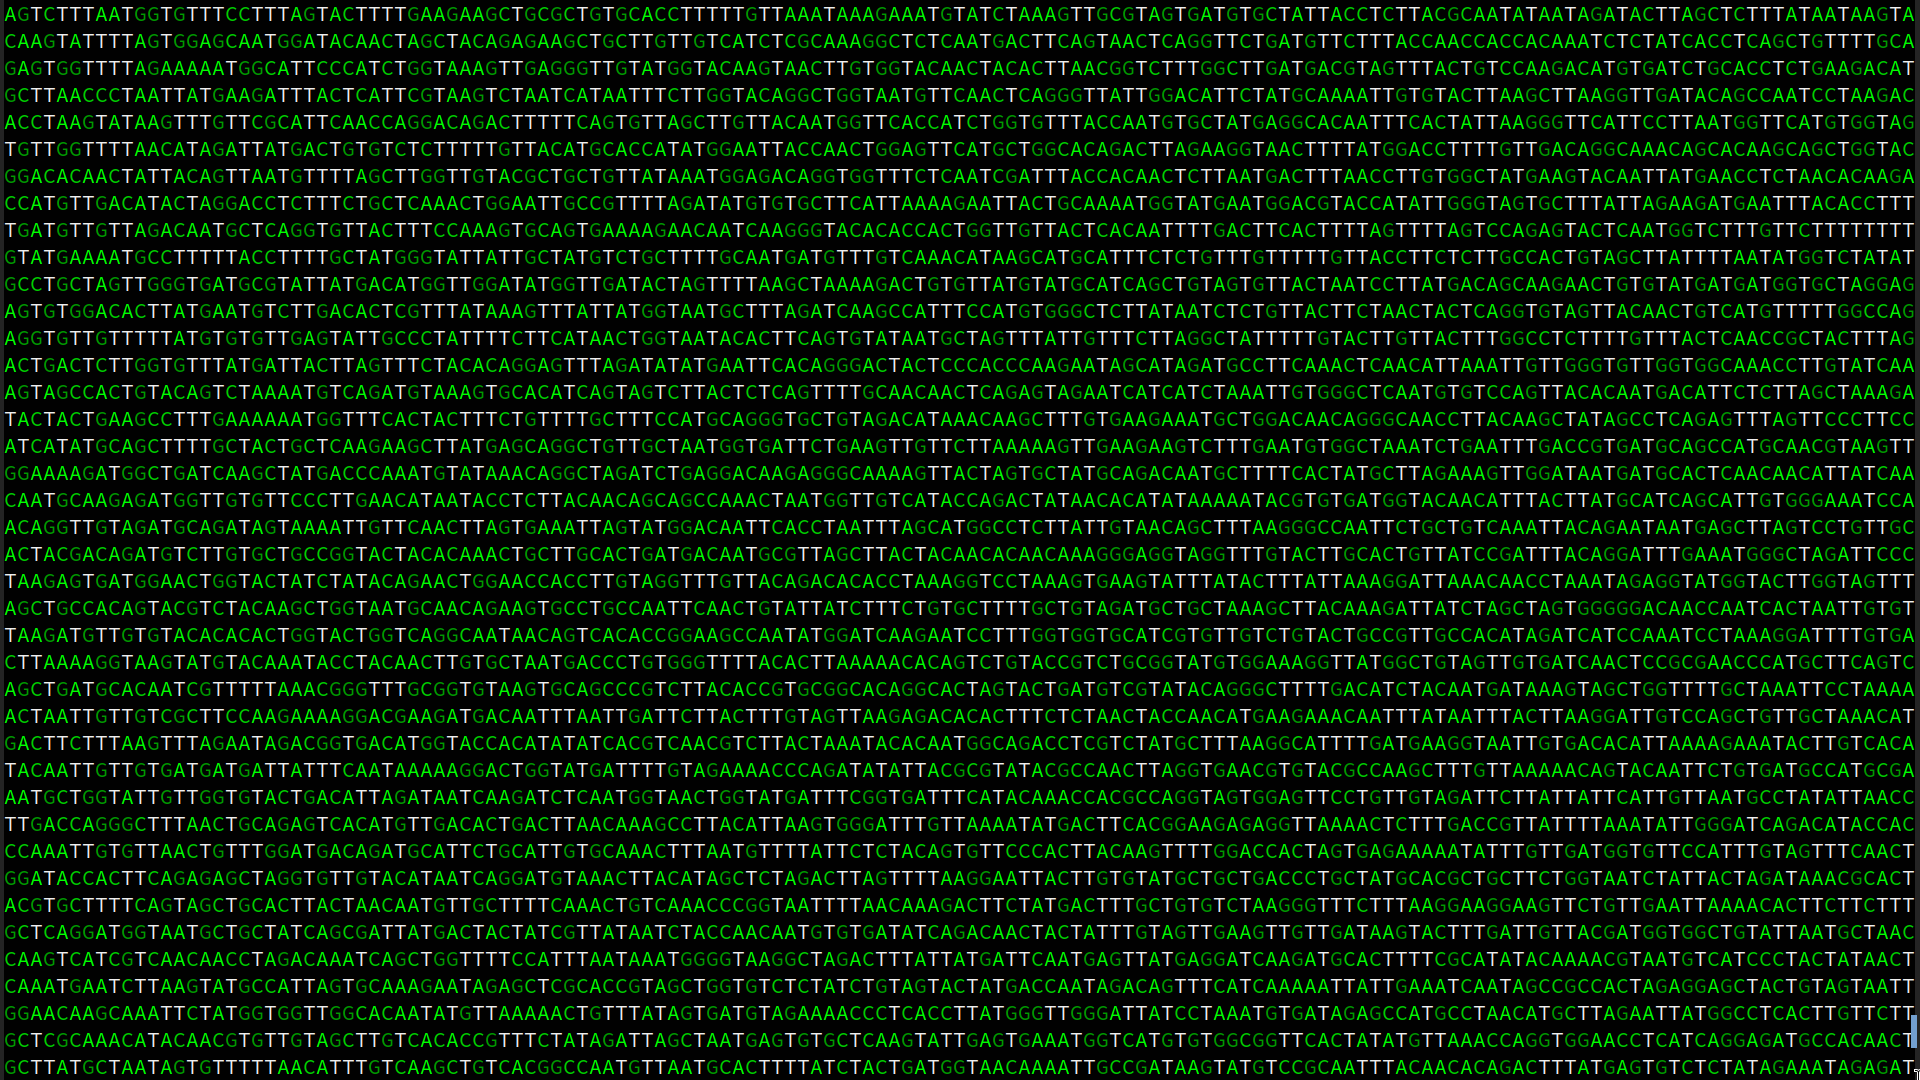 AGTCTTTAATGGTGTTTCCTTTAGTACTTTTGAAGAAGCTGCGCTGTGCACCTTTTTGTTAAATAAAGAAATGTATCTAAAGTTGCGTAGTGATGTGCTATTACCTCTTACGCAATATAATAGATACTTAGCTCTTTATAATAAGTA
CAAGTATTTTAGTGGAGCAATGGATACAACTAGCTACAGAGAAGCTGCTTGTTGTCATCTCGCAAAGGCTCTCAATGACTTCAGTAACTCAGGTTCTGATGTTCTTTACCAACCACCACAAATCTCTATCACCTCAGCTGTTTTGCA
GAGTGGTTTTAGAAAAATGGCATTCCCATCTGGTAAAGTTGAGGGTTGTATGGTACAAGTAACTTGTGGTACAACTACACTTAACGGTCTTTGGCTTGATGACGTAGTTTACTGTCCAAGACATGTGATCTGCACCTCTGAAGACAT
GCTTAACCCTAATTATGAAGATTTACTCATTCGTAAGTCTAATCATAATTTCTTGGTACAGGCTGGTAATGTTCAACTCAGGGTTATTGGACATTCTATGCAAAATTGTGTACTTAAGCTTAAGGTTGATACAGCCAATCCTAAGAC
ACCTAAGTATAAGTTTGTTCGCATTCAACCAGGACAGACTTTTTCAGTGTTAGCTTGTTACAATGGTTCACCATCTGGTGTTTACCAATGTGCTATGAGGCACAATTTCACTATTAAGGGTTCATTCCTTAATGGTTCATGTGGTAG
TGTTGGTTTTAACATAGATTATGACTGTGTCTCTTTTTGTTACATGCACCATATGGAATTACCAACTGGAGTTCATGCTGGCACAGACTTAGAAGGTAACTTTTATGGACCTTTTGTTGACAGGCAAACAGCACAAGCAGCTGGTAC
GGACACAACTATTACAGTTAATGTTTTAGCTTGGTTGTACGCTGCTGTTATAAATGGAGACAGGTGGTTTCTCAATCGATTTACCACAACTCTTAATGACTTTAACCTTGTGGCTATGAAGTACAATTATGAACCTCTAACACAAGA
CCATGTTGACATACTAGGACCTCTTTCTGCTCAAACTGGAATTGCCGTTTTAGATATGTGTGCTTCATTAAAAGAATTACTGCAAAATGGTATGAATGGACGTACCATATTGGGTAGTGCTTTATTAGAAGATGAATTTACACCTTT
TGATGTTGTTAGACAATGCTCAGGTGTTACTTTCCAAAGTGCAGTGAAAAGAACAATCAAGGGTACACACCACTGGTTGTTACTCACAATTTTGACTTCACTTTTAGTTTTAGTCCAGAGTACTCAATGGTCTTTGTTCTTTTTTTT
GTATGAAAATGCCTTTTTACCTTTTGCTATGGGTATTATTGCTATGTCTGCTTTTGCAATGATGTTTGTCAAACATAAGCATGCATTTCTCTGTTTGTTTTTGTTACCTTCTCTTGCCACTGTAGCTTATTTTAATATGGTCTATAT
GCCTGCTAGTTGGGTGATGCGTATTATGACATGGTTGGATATGGTTGATACTAGTTTTAAGCTAAAAGACTGTGTTATGTATGCATCAGCTGTAGTGTTACTAATCCTTATGACAGCAAGAACTGTGTATGATGATGGTGCTAGGAG
AGTGTGGACACTTATGAATGTCTTGACACTCGTTTATAAAGTTTATTATGGTAATGCTTTAGATCAAGCCATTTCCATGTGGGCTCTTATAATCTCTGTTACTTCTAACTACTCAGGTGTAGTTACAACTGTCATGTTTTTGGCCAG
AGGTGTTGTTTTTATGTGTGTTGAGTATTGCCCTATTTTCTTCATAACTGGTAATACACTTCAGTGTATAATGCTAGTTTATTGTTTCTTAGGCTATTTTTGTACTTGTTACTTTGGCCTCTTTTGTTTACTCAACCGCTACTTTAG
ACTGACTCTTGGTGTTTATGATTACTTAGTTTCTACACAGGAGTTTAGATATATGAATTCACAGGGACTACTCCCACCCAAGAATAGCATAGATGCCTTCAAACTCAACATTAAATTGTTGGGTGTTGGTGGCAAACCTTGTATCAA
AGTAGCCACTGTACAGTCTAAAATGTCAGATGTAAAGTGCACATCAGTAGTCTTACTCTCAGTTTTGCAACAACTCAGAGTAGAATCATCATCTAAATTGTGGGCTCAATGTGTCCAGTTACACAATGACATTCTCTTAGCTAAAGA
TACTACTGAAGCCTTTGAAAAAATGGTTTCACTACTTTCTGTTTTGCTTTCCATGCAGGGTGCTGTAGACATAAACAAGCTTTGTGAAGAAATGCTGGACAACAGGGCAACCTTACAAGCTATAGCCTCAGAGTTTAGTTCCCTTCC
ATCATATGCAGCTTTTGCTACTGCTCAAGAAGCTTATGAGCAGGCTGTTGCTAATGGTGATTCTGAAGTTGTTCTTAAAAAGTTGAAGAAGTCTTTGAATGTGGCTAAATCTGAATTTGACCGTGATGCAGCCATGCAACGTAAGTT
GGAAAAGATGGCTGATCAAGCTATGACCCAAATGTATAAACAGGCTAGATCTGAGGACAAGAGGGCAAAAGTTACTAGTGCTATGCAGACAATGCTTTTCACTATGCTTAGAAAGTTGGATAATGATGCACTCAACAACATTATCAA
CAATGCAAGAGATGGTTGTGTTCCCTTGAACATAATACCTCTTACAACAGCAGCCAAACTAATGGTTGTCATACCAGACTATAACACATATAAAAATACGTGTGATGGTACAACATTTACTTATGCATCAGCATTGTGGGAAATCCA
ACAGGTTGTAGATGCAGATAGTAAAATTGTTCAACTTAGTGAAATTAGTATGGACAATTCACCTAATTTAGCATGGCCTCTTATTGTAACAGCTTTAAGGGCCAATTCTGCTGTCAAATTACAGAATAATGAGCTTAGTCCTGTTGC
ACTACGACAGATGTCTTGTGCTGCCGGTACTACACAAACTGCTTGCACTGATGACAATGCGTTAGCTTACTACAACACAACAAAGGGAGGTAGGTTTGTACTTGCACTGTTATCCGATTTACAGGATTTGAAATGGGCTAGATTCCC
TAAGAGTGATGGAACTGGTACTATCTATACAGAACTGGAACCACCTTGTAGGTTTGTTACAGACACACCTAAAGGTCCTAAAGTGAAGTATTTATACTTTATTAAAGGATTAAACAACCTAAATAGAGGTATGGTACTTGGTAGTTT
AGCTGCCACAGTACGTCTACAAGCTGGTAATGCAACAGAAGTGCCTGCCAATTCAACTGTATTATCTTTCTGTGCTTTTGCTGTAGATGCTGCTAAAGCTTACAAAGATTATCTAGCTAGTGGGGGACAACCAATCACTAATTGTGT
TAAGATGTTGTGTACACACACTGGTACTGGTCAGGCAATAACAGTCACACCGGAAGCCAATATGGATCAAGAATCCTTTGGTGGTGCATCGTGTTGTCTGTACTGCCGTTGCCACATAGATCATCCAAATCCTAAAGGATTTTGTGA
CTTAAAAGGTAAGTATGTACAAATACCTACAACTTGTGCTAATGACCCTGTGGGTTTTACACTTAAAAACACAGTCTGTACCGTCTGCGGTATGTGGAAAGGTTATGGCTGTAGTTGTGATCAACTCCGCGAACCCATGCTTCAGTC
AGCTGATGCACAATCGTTTTTAAACGGGTTTGCGGTGTAAGTGCAGCCCGTCTTACACCGTGCGGCACAGGCACTAGTACTGATGTCGTATACAGGGCTTTTGACATCTACAATGATAAAGTAGCTGGTTTTGCTAAATTCCTAAAA
ACTAATTGTTGTCGCTTCCAAGAAAAGGACGAAGATGACAATTTAATTGATTCTTACTTTGTAGTTAAGAGACACACTTTCTCTAACTACCAACATGAAGAAACAATTTATAATTTACTTAAGGATTGTCCAGCTGTTGCTAAACAT
GACTTCTTTAAGTTTAGAATAGACGGTGACATGGTACCACATATATCACGTCAACGTCTTACTAAATACACAATGGCAGACCTCGTCTATGCTTTAAGGCATTTTGATGAAGGTAATTGTGACACATTAAAAGAAATACTTGTCACA
TACAATTGTTGTGATGATGATTATTTCAATAAAAAGGACTGGTATGATTTTGTAGAAAACCCAGATATATTACGCGTATACGCCAACTTAGGTGAACGTGTACGCCAAGCTTTGTTAAAAACAGTACAATTCTGTGATGCCATGCGA
AATGCTGGTATTGTTGGTGTACTGACATTAGATAATCAAGATCTCAATGGTAACTGGTATGATTTCGGTGATTTCATACAAACCACGCCAGGTAGTGGAGTTCCTGTTGTAGATTCTTATTATTCATTGTTAATGCCTATATTAACC
TTGACCAGGGCTTTAACTGCAGAGTCACATGTTGACACTGACTTAACAAAGCCTTACATTAAGTGGGATTTGTTAAAATATGACTTCACGGAAGAGAGGTTAAAACTCTTTGACCGTTATTTTAAATATTGGGATCAGACATACCAC
CCAAATTGTGTTAACTGTTTGGATGACAGATGCATTCTGCATTGTGCAAACTTTAATGTTTTATTCTCTACAGTGTTCCCACTTACAAGTTTTGGACCACTAGTGAGAAAAATATTTGTTGATGGTGTTCCATTTGTAGTTTCAACT
GGATACCACTTCAGAGAGCTAGGTGTTGTACATAATCAGGATGTAAACTTACATAGCTCTAGACTTAGTTTTAAGGAATTACTTGTGTATGCTGCTGACCCTGCTATGCACGCTGCTTCTGGTAATCTATTACTAGATAAACGCACT
ACGTGCTTTTCAGTAGCTGCACTTACTAACAATGTTGCTTTTCAAACTGTCAAACCCGGTAATTTTAACAAAGACTTCTATGACTTTGCTGTGTCTAAGGGTTTCTTTAAGGAAGGAAGTTCTGTTGAATTAAAACACTTCTTCTTT
GCTCAGGATGGTAATGCTGCTATCAGCGATTATGACTACTATCGTTATAATCTACCAACAATGTGTGATATCAGACAACTACTATTTGTAGTTGAAGTTGTTGATAAGTACTTTGATTGTTACGATGGTGGCTGTATTAATGCTAAC
CAAGTCATCGTCAACAACCTAGACAAATCAGCTGGTTTTCCATTTAATAAATGGGGTAAGGCTAGACTTTATTATGATTCAATGAGTTATGAGGATCAAGATGCACTTTTCGCATATACAAAACGTAATGTCATCCCTACTATAACT
CAAATGAATCTTAAGTATGCCATTAGTGCAAAGAATAGAGCTCGCACCGTAGCTGGTGTCTCTATCTGTAGTACTATGACCAATAGACAGTTTCATCAAAAATTATTGAAATCAATAGCCGCCACTAGAGGAGCTACTGTAGTAATT
GGAACAAGCAAATTCTATGGTGGTTGGCACAATATGTTAAAAACTGTTTATAGTGATGTAGAAAACCCTCACCTTATGGGTTGGGATTATCCTAAATGTGATAGAGCCATGCCTAACATGCTTAGAATTATGGCCTCACTTGTTCTT
GCTCGCAAACATACAACGTGTTGTAGCTTGTCACACCGTTTCTATAGATTAGCTAATGAGTGTGCTCAAGTATTGAGTGAAATGGTCATGTGTGGCGGTTCACTATATGTTAAACCAGGTGGAACCTCATCAGGAGATGCCACAACT
GCTTATGCTAATAGTGTTTTTAACATTTGTCAAGCTGTCACGGCCAATGTTAATGCACTTTTATCTACTGATGGTAACAAAATTGCCGATAAGTATGTCCGCAATTTACAACACAGACTTTATGAGTGTCTCTATAGAAATAGAGAT